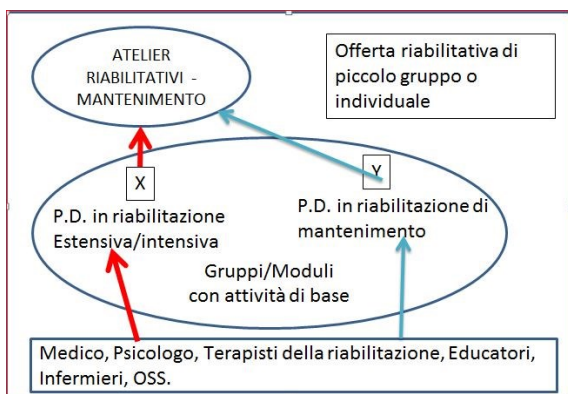 ATELIER
RIABILITATIVI -
MANTENIMENTO
Offerta riabilitativa di
piccolo gruppo o
individuale
X
Y
P.D. in riabilitazione
Estensiva/intensiva
P.D. in riabilitazione di
mantenimento
Gruppi/Moduli
con attività di base
Medico, Psicologo, Terapisti della riabilitazione, Educatori,
Infermieri, OSS.